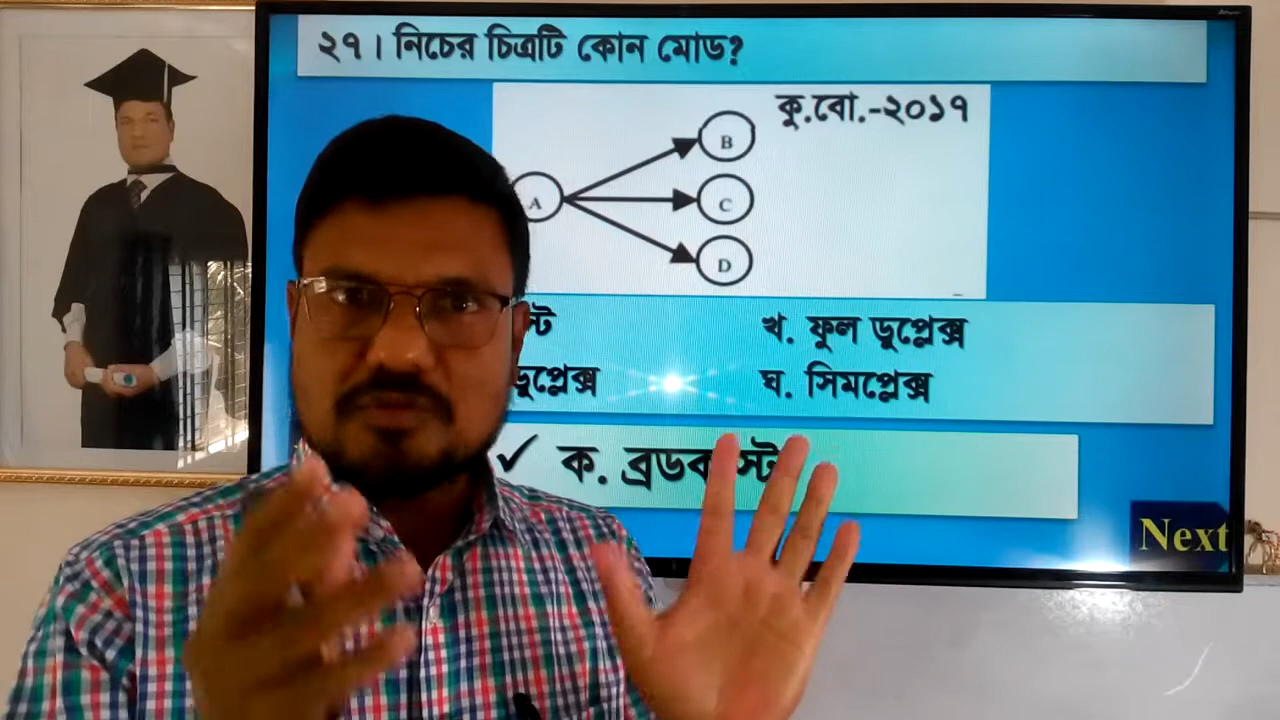 ২৭। নিচের চিত্রটি কোন মোড?
কু.বো.-২০১৭
B
A
C
D
খ. ফুল ডুপ্লেক্স
ডুপ্লেক্স
ঘ. সিমপ্লেক্স
✓ ক. ব্রডকাস্ট
Next